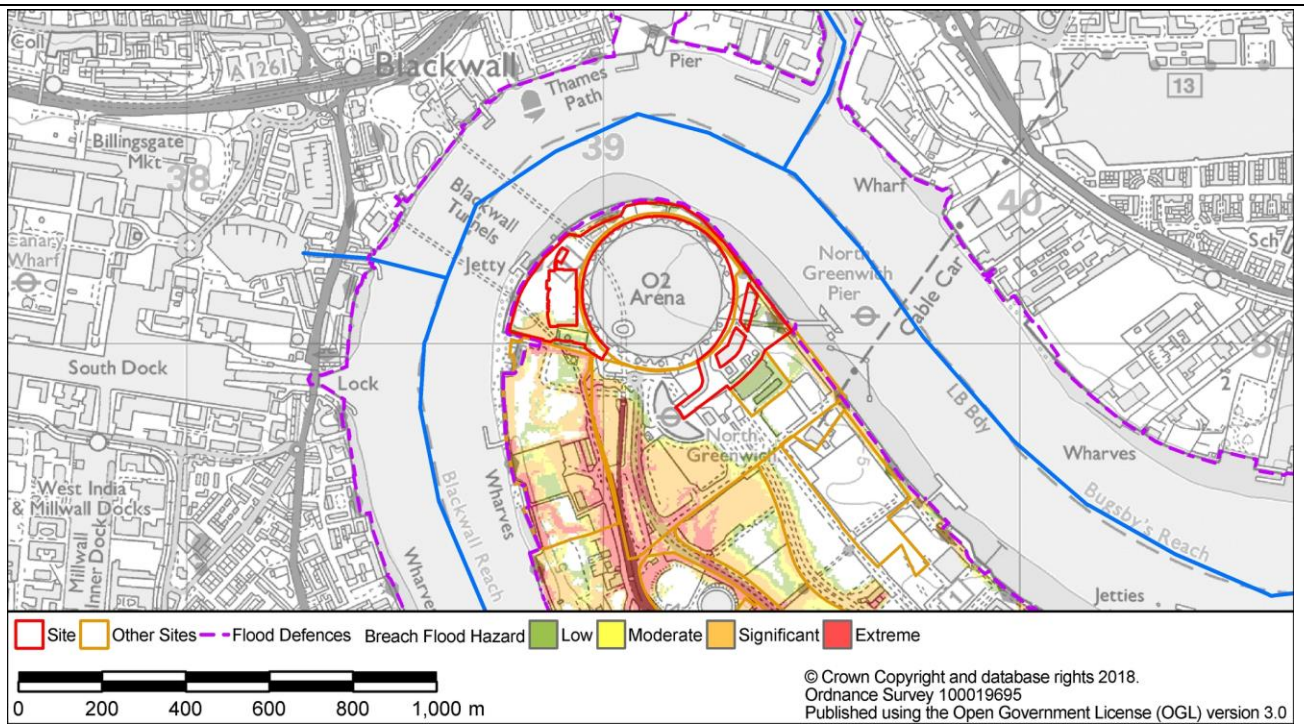 Coll
A 1261
Blackwall
Pier
Thames
Path
13
Billingsgate
Mkt
38
39
40
Wharf
Blackwall
Tunnels
Canary
Wharf
Jetty
O2
Arena
North
Greenwich
Pier
Cable Car
Sch
South Dock
Lock
LB Bdy
North
Greenwich
Wharves
Wharves
West India
& Millwall Docks
Millwall
Inner Dock
Blackwall Reach
Bugsby's Reach
Wharves
Jetties
Site Other Sites Flood Defences Breach Flood Hazard Low Moderate Significant Extreme
0 200 400 600 800 1,000 m
© Crown Copyright and database rights 2018.
Ordnance Survey 100019695
Published using the Open Government License (OGL) version 3.0